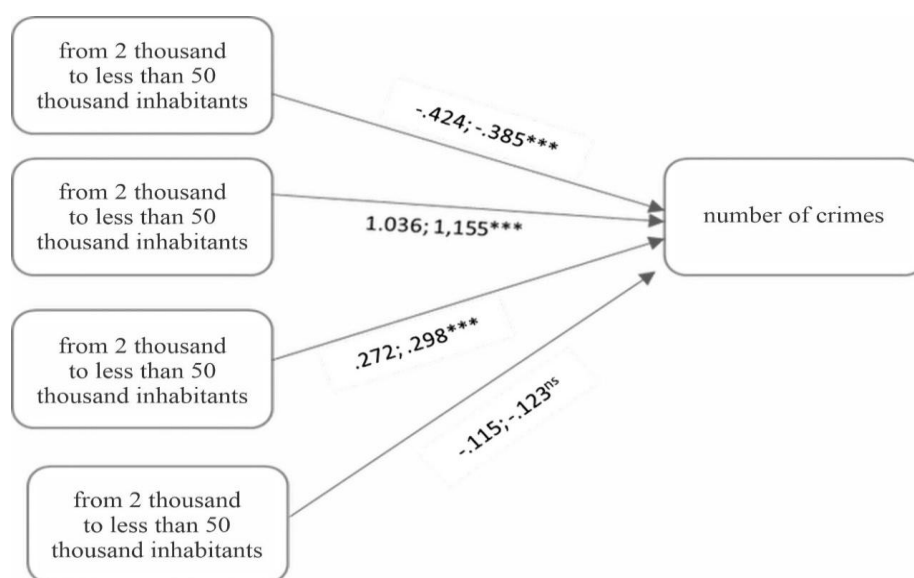 from 2 thousand
to less than 50
thousand inhabitants
-.424; -.385***
from 2 thousand
to less than 50
thousand inhabitants
1.036; 1,155***
number of crimes
from 2 thousand
to less than 50
thousand inhabitants
.272; .298***
from 2 thousand
to less than 50
thousand inhabitants
-.115; -.123ns